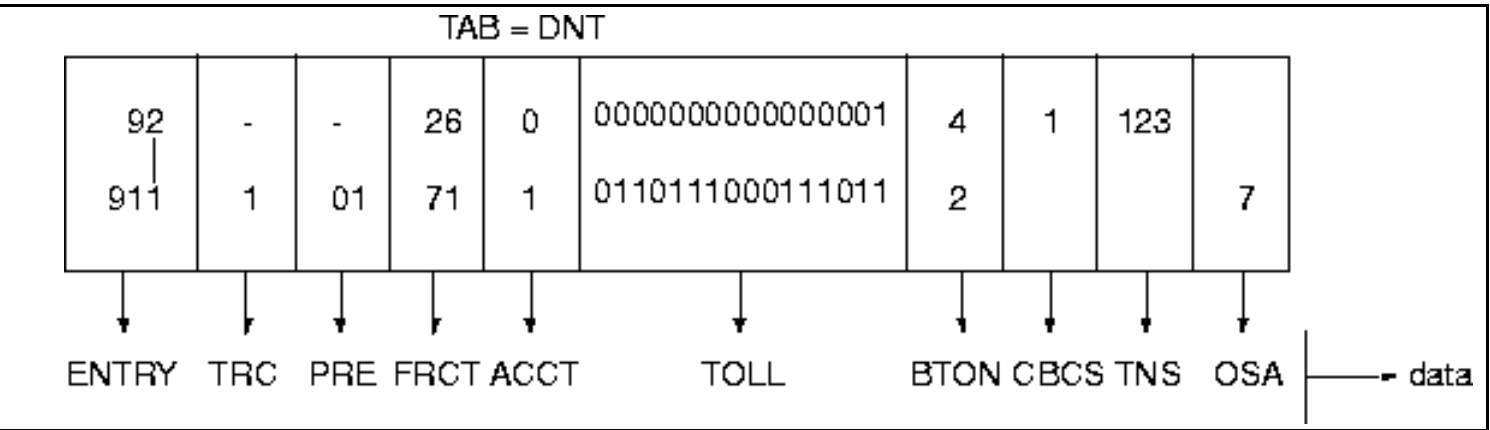 TAB = DNT
92 - - 26 0 0000000000000001 4 1 123
911 1 01 71 1 0110111000111011 2 7
ENTRY TRC PRE FRCT ACCT TOLL BTON CBCS TNS OSA data